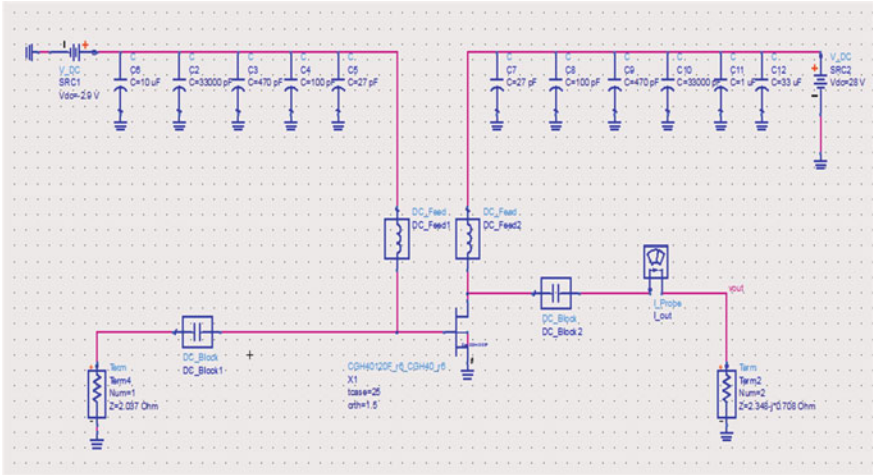 V_DC
SRC1
Vdc=-2.9 V
C
C6
C=10 uF
C
C2
C=33000 pF
C
C3
C=470 pF
C
C4
C=100 pF
C
C5
C=27 pF
C
C7
C=27 pF
C
C8
C=100 pF
C
C9
C=470 pF
C
C10
C=33000 pF
C
C11
C=1 uF
C
C12
C=33 uF
V_DC
SRC2
Vdc=28 V
DC_Feed
DC_Feed1
DC_Feed
DC_Feed2
DC_Block
DC_Block1
DC_Block
DC_Block2
I_Probe
I_out
vout
CGH40120F_r6_CGH40_r6
X1
tcase=25
crth=1.5
Term
Term4
Num=1
Z=2.037 Ohm
Term
Term2
Num=2
Z=2.348-j*0.708 Ohm